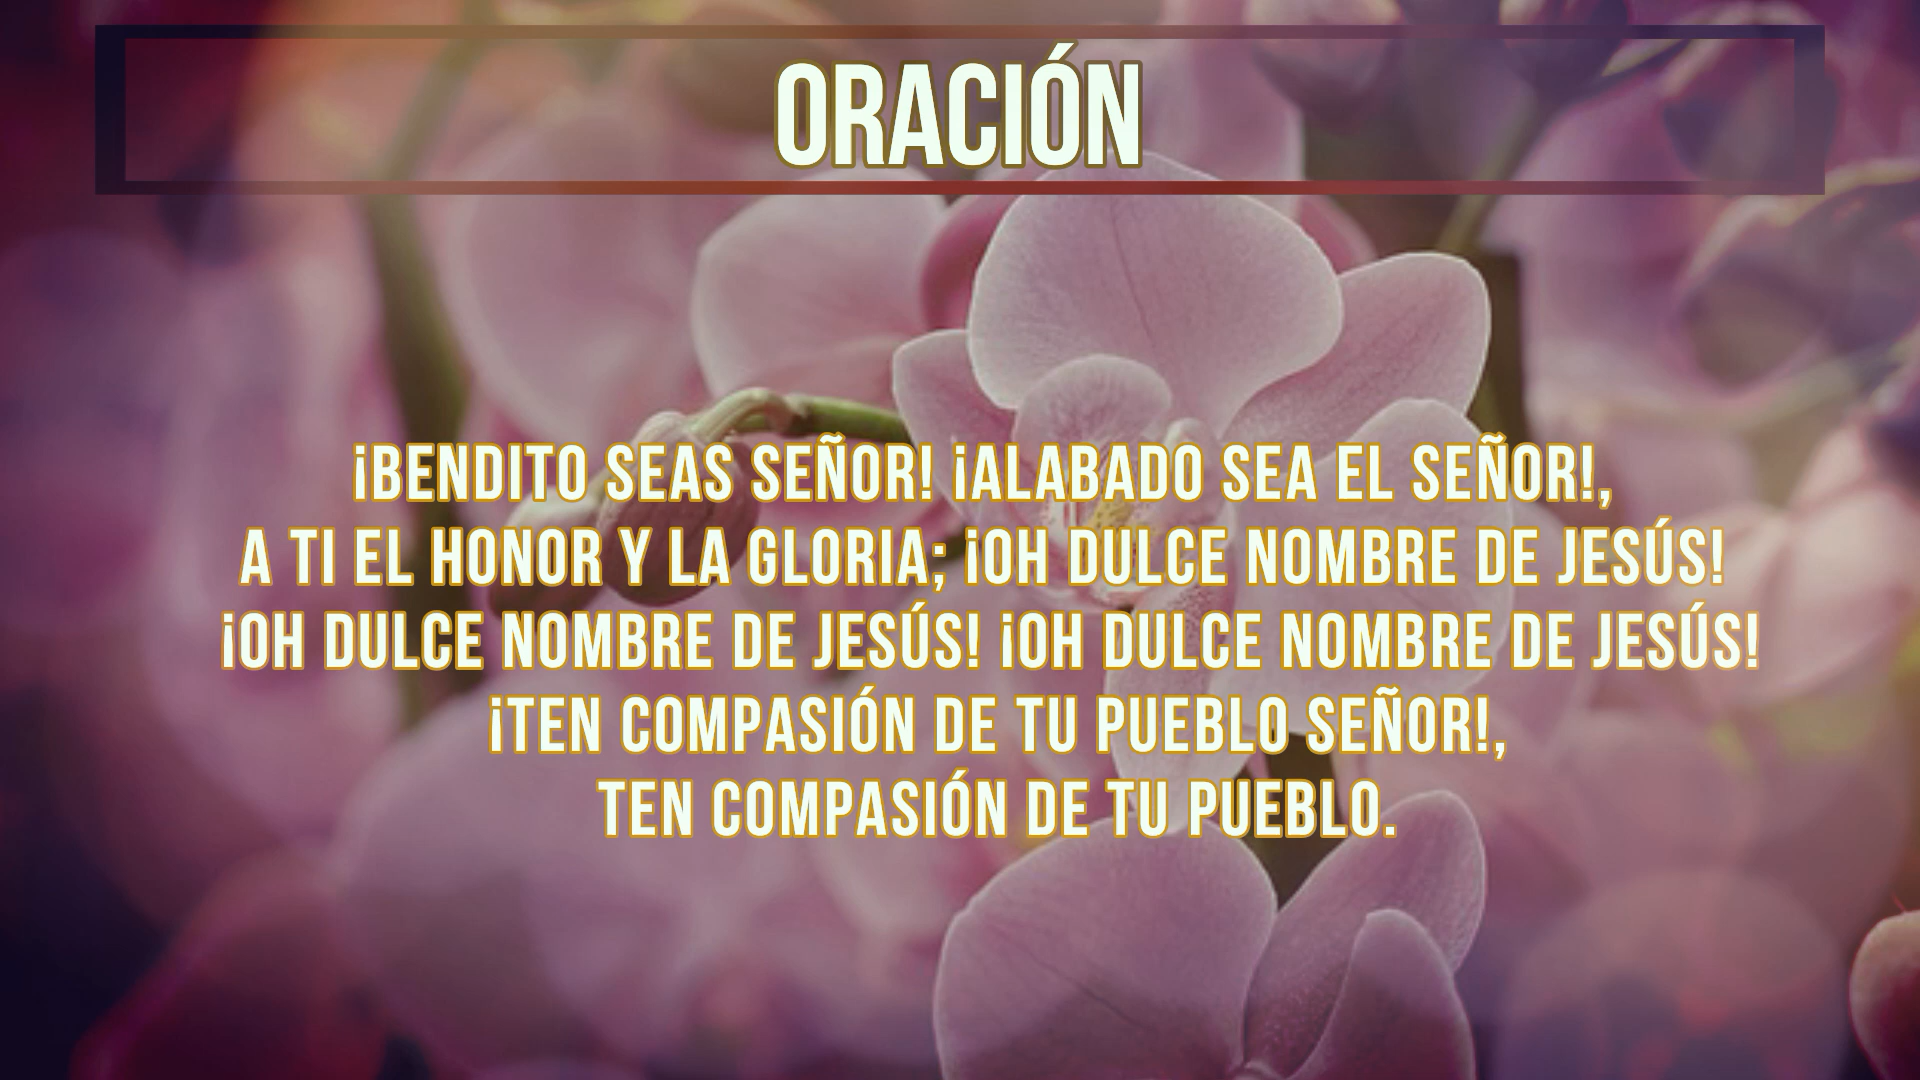 ORACIÓN
¡BENDITO SEAS SEÑOR! ¡ALABADO SEA EL SEÑOR!,
A TI EL HONOR Y LA GLORIA; ¡OH DULCE NOMBRE DE JESÚS!
¡OH DULCE NOMBRE DE JESÚS! ¡OH DULCE NOMBRE DE JESÚS!
¡TEN COMPASIÓN DE TU PUEBLO SEÑOR!,
TEN COMPASIÓN DE TU PUEBLO.